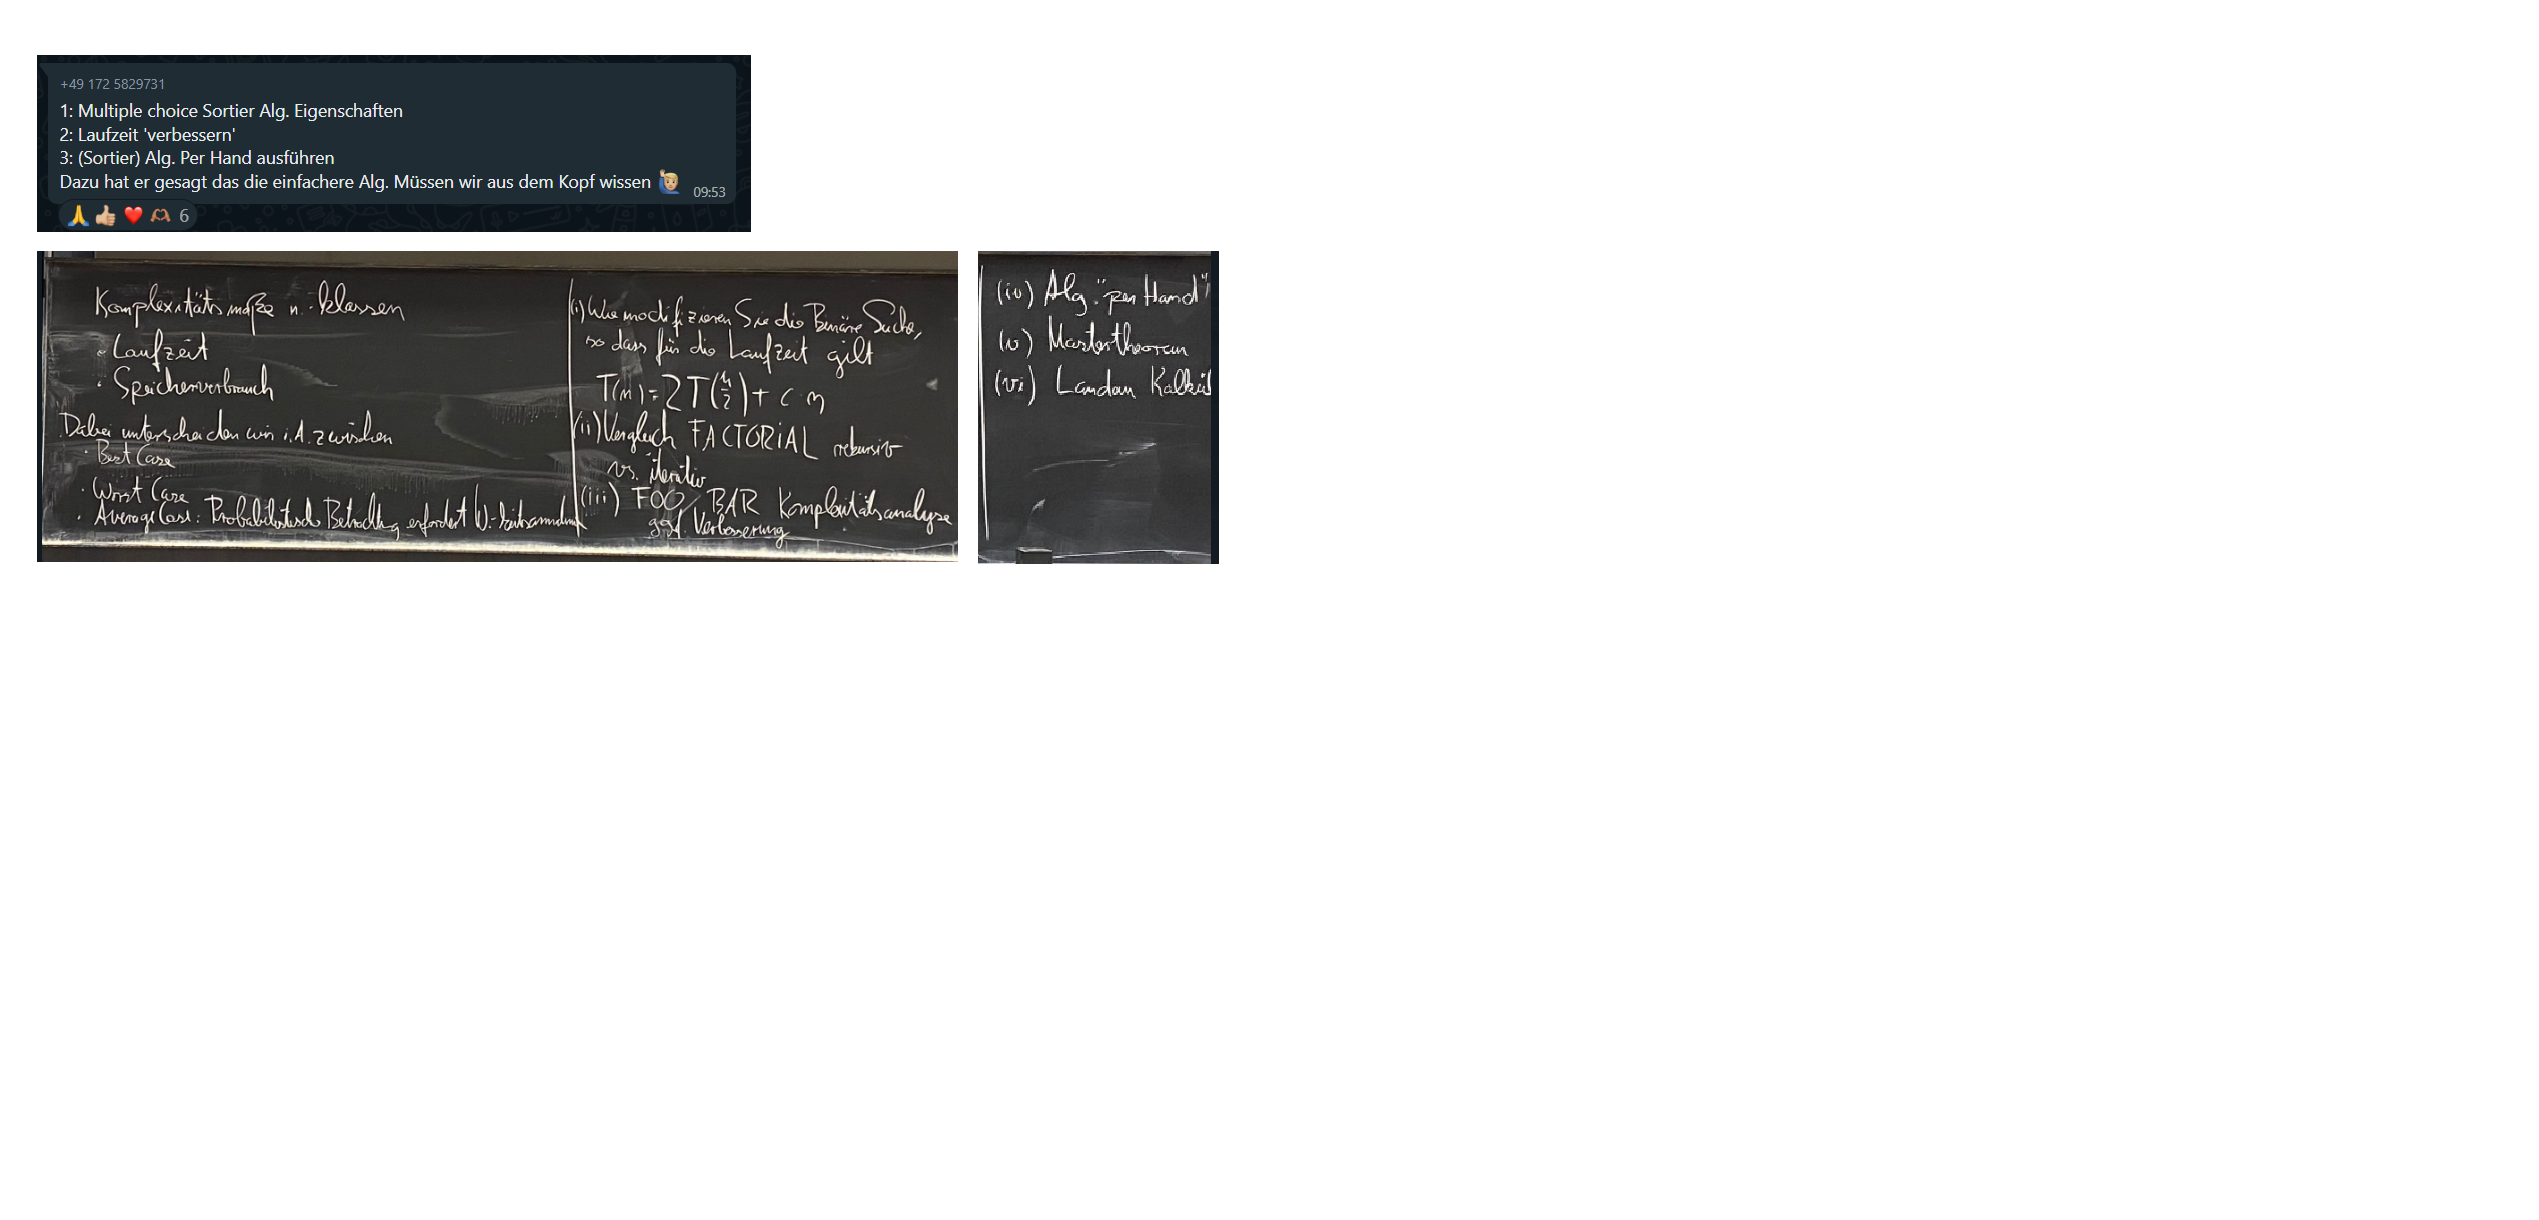 +49 172 5829731
1: Multiple choice Sortier Alg. Eigenschaften
2: Laufzeit 'verbessern'
3: (Sortier) Alg. Per Hand ausführen
Dazu hat er gesagt das die einfachere Alg. Müssen wir aus dem Kopf wissen 🙋🏼‍♂️
09:53
🙏 👍🏼 ❤️ 🫶🏽 6
Komplexitätsmaße u. -klassen
• Laufzeit
• Speicherverbrauch
Dabei unterscheiden wir i.A. zwischen
• Best Case
• Worst Case
• Average Case: Probabilistische Betrachtung erfordert W.-keitsannahmen
(i) Wie modifizieren Sie die Binäre Suche,
so dass für die Laufzeit gilt
T(n) = 2T(n/2) + c n
(ii) Vergleich FACTORIAL rekursiv
vs. iterativ
(iii) FOO, BAR Komplexitätsanalyse
ggf. Verbesserung
(iv) Alg. "per Hand"
(v) Mastertheorem
(vi) Landau Kalkül